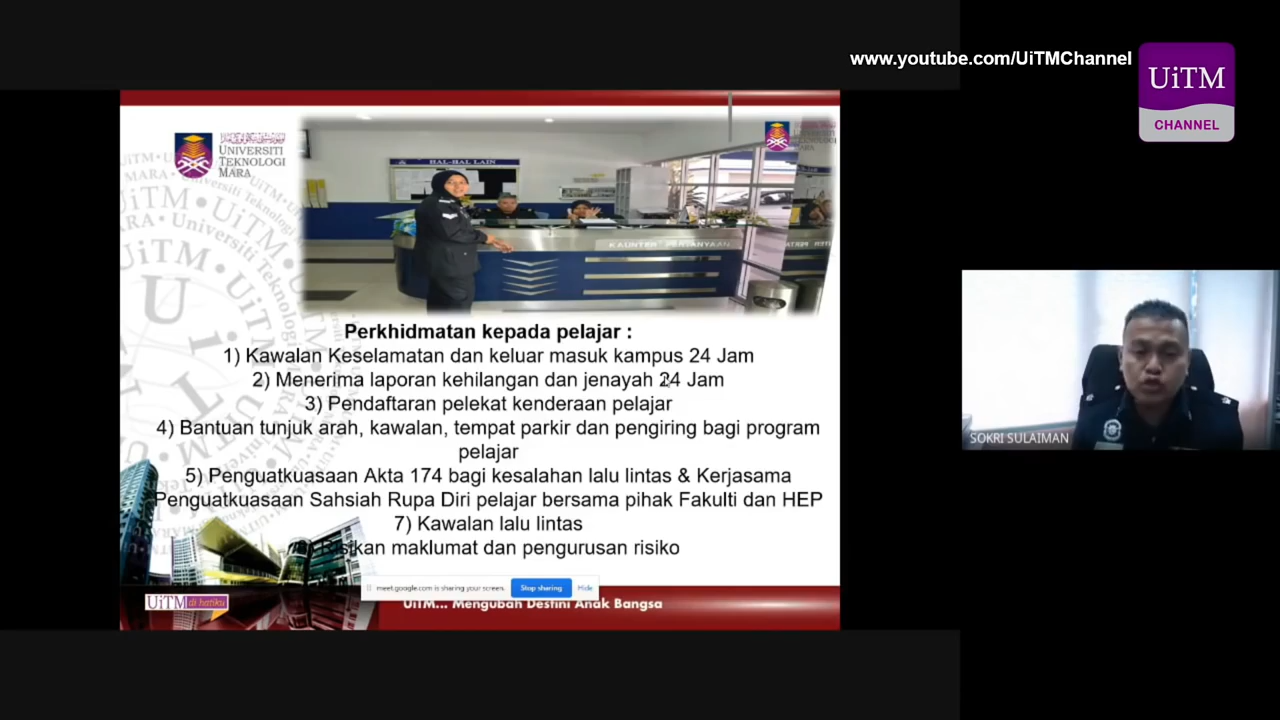 www.youtube.com/UiTMChannel
UiTM
CHANNEL
UNIVERSITI
TEKNOLOGI
MARA
HAL-HAL LAIN
KAUNTER PERTANYAAN
Perkhidmatan kepada pelajar :
1) Kawalan Keselamatan dan keluar masuk kampus 24 Jam
2) Menerima laporan kehilangan dan jenayah 24 Jam
3) Pendaftaran pelekat kenderaan pelajar
4) Bantuan tunjuk arah, kawalan, tempat parkir dan pengiring bagi program
pelajar
5) Penguatkuasaan Akta 174 bagi kesalahan lalu lintas & Kerjasama
Penguatkuasaan Sahsiah Rupa Diri pelajar bersama pihak Fakulti dan HEP
7) Kawalan lalu lintas
Risikan maklumat dan pengurusan risiko
meet.google.com is sharing your screen.
Stop sharing
Hide
UiTM di hatiku
UiTM... Mengubah Destini Anak Bangsa
SOKRI SULAIMAN